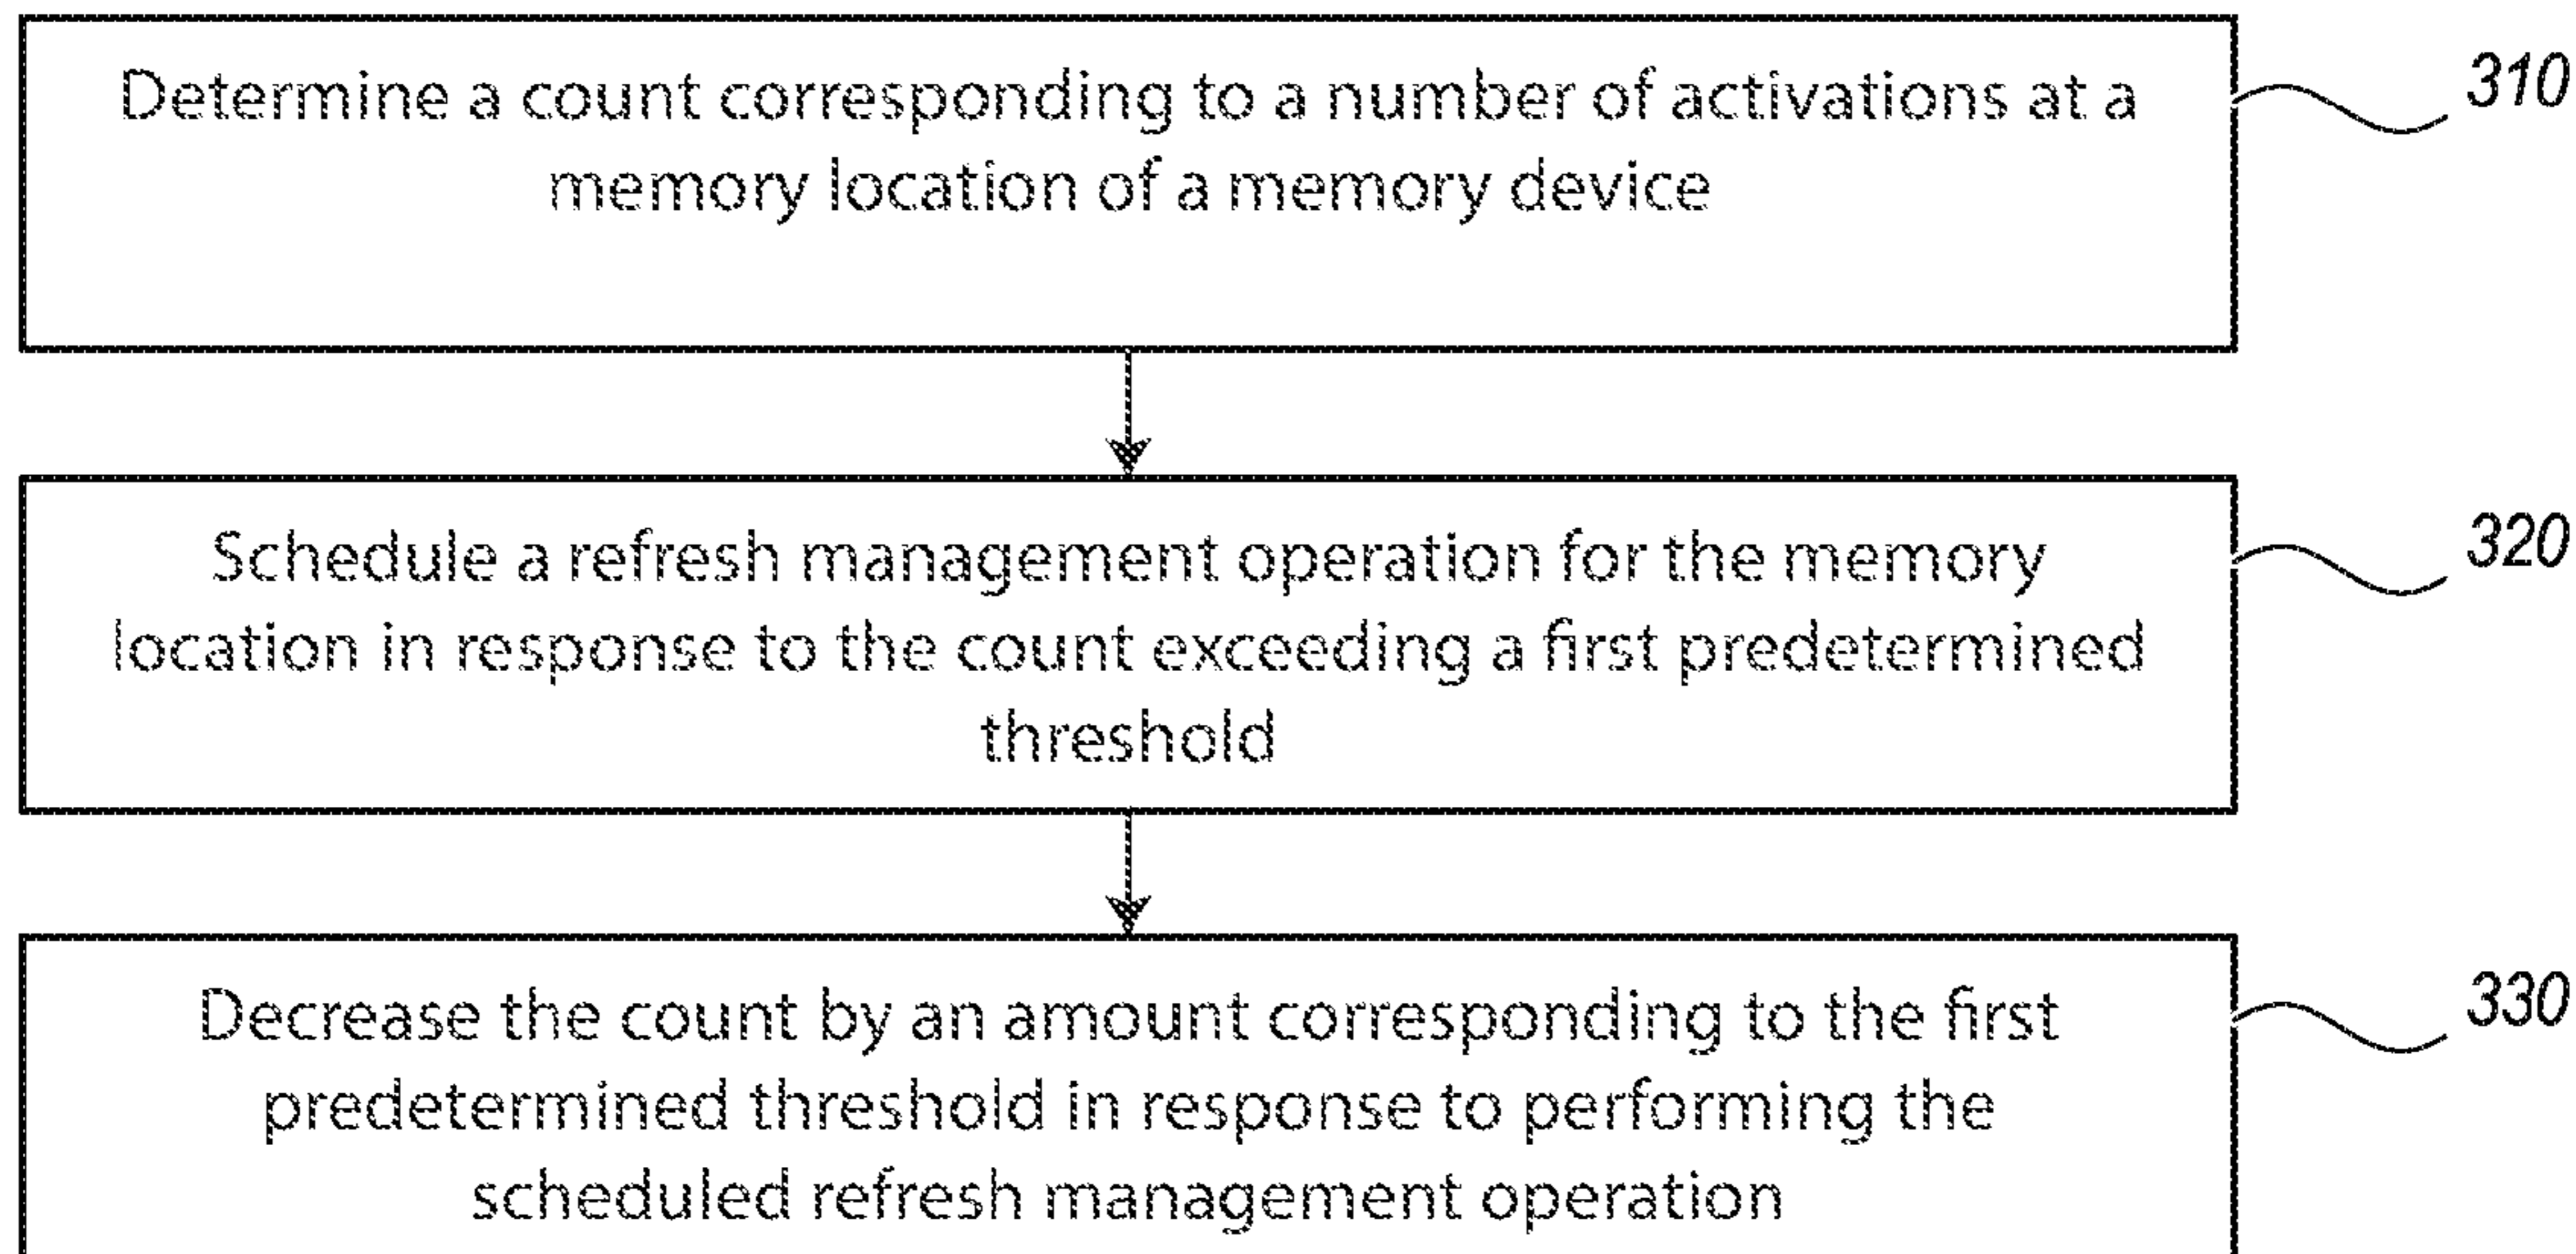 Determine a count corresponding to a number of activations at a
memory location of a memory device
310
Schedule a refresh management operation for the memory
location in response to the count exceeding a first predetermined
threshold
320
Decrease the count by an amount corresponding to the first
predetermined threshold in response to performing the
scheduled refresh management operation
330